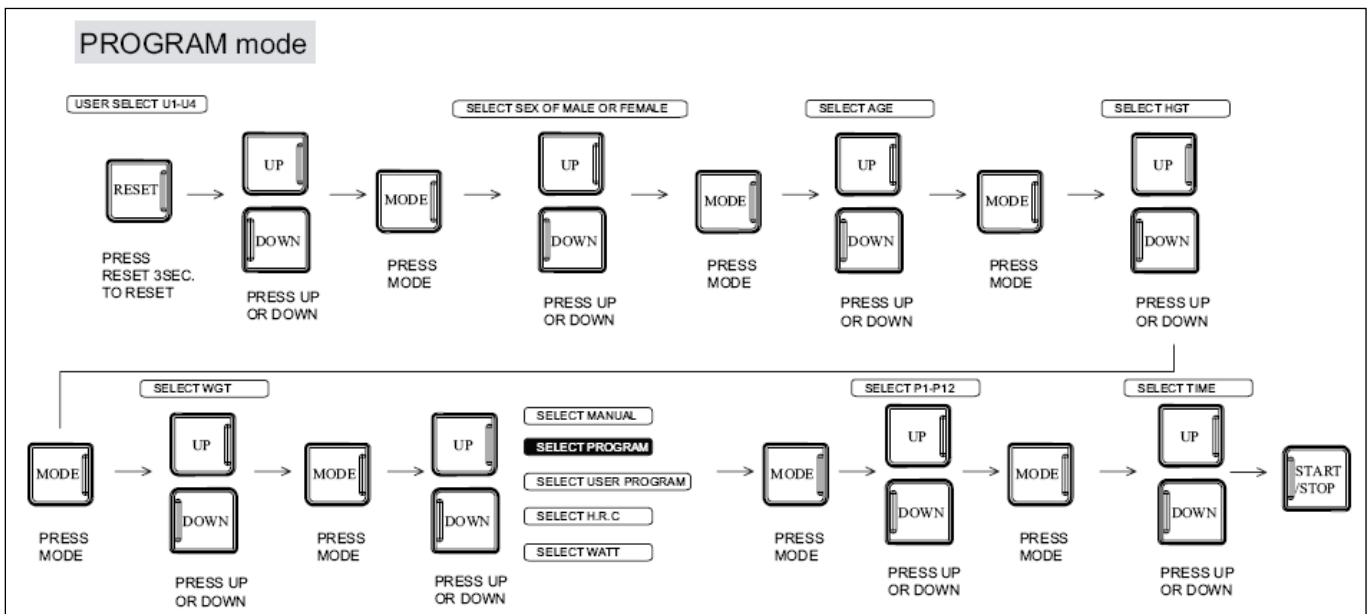 PROGRAM mode
USER SELECT U1-U4
SELECT SEX OF MALE OR FEMALE
SELECT AGE
SELECT HGT
RESET
UP
DOWN
MODE
UP
DOWN
MODE
UP
DOWN
MODE
UP
DOWN
PRESS
RESET 3SEC.
TO RESET
PRESS UP
OR DOWN
PRESS
MODE
PRESS UP
OR DOWN
PRESS
MODE
PRESS UP
OR DOWN
PRESS
MODE
PRESS UP
OR DOWN
SELECT WGT
SELECT MANUAL
SELECT PROGRAM
SELECT USER PROGRAM
SELECT H.R.C
SELECT WATT
SELECT P1-P12
SELECT TIME
MODE
UP
DOWN
MODE
UP
DOWN
MODE
UP
DOWN
MODE
UP
DOWN
START
/STOP
PRESS
MODE
PRESS UP
OR DOWN
PRESS
MODE
PRESS UP
OR DOWN
PRESS
MODE
PRESS UP
OR DOWN
PRESS
MODE
PRESS UP
OR DOWN